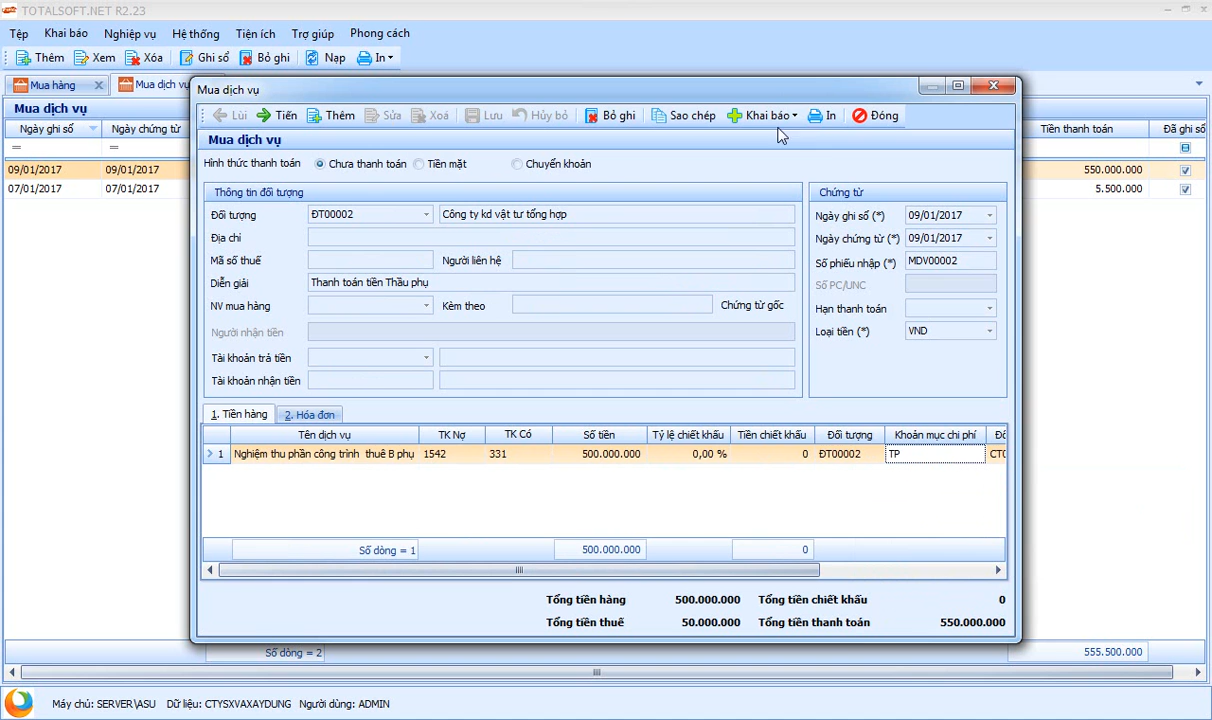 TOTALSOFT.NET R2.23
Tệp Khai báo Nghiệp vụ Hệ thống Tiện ích Trợ giúp Phong cách
Thêm Xem Xóa Ghi sổ Bỏ ghi Nạp In
Mua hàng Mua dịch vụ
Mua dịch vụ
Ngày ghi sổ Ngày chứng từ Tiền thanh toán Đã ghi sổ
= =
09/01/2017 09/01/2017 550.000.000
07/01/2017 07/01/2017 5.500.000
Mua dịch vụ
Lùi Tiến Thêm Sửa Xoá Lưu Hủy bỏ Bỏ ghi Sao chép Khai báo In Đóng
Mua dịch vụ
Hình thức thanh toán Chưa thanh toán Tiền mặt Chuyển khoản
Thông tin đối tượng
Đối tượng ĐT00002 Công ty kd vật tư tổng hợp
Địa chỉ
Mã số thuế Người liên hệ
Diễn giải Thanh toán tiền Thầu phụ
NV mua hàng Kèm theo Chứng từ gốc
Người nhận tiền
Tài khoản trả tiền
Tài khoản nhận tiền
Chứng từ
Ngày ghi sổ (*) 09/01/2017
Ngày chứng từ (*) 09/01/2017
Số phiếu nhập (*) MDV00002
Số PC/UNC
Hạn thanh toán
Loại tiền (*) VND
1. Tiền hàng 2. Hóa đơn
Tên dịch vụ TK Nợ TK Có Số tiền Tỷ lệ chiết khấu Tiền chiết khấu Đối tượng Khoản mục chi phí
1 Nghiệm thu phần công trình thuê B phụ 1542 331 500.000.000 0,00 % 0 ĐT00002 TP
Số dòng = 1 500.000.000 0
Tổng tiền hàng 500.000.000 Tổng tiền chiết khấu 0
Tổng tiền thuế 50.000.000 Tổng tiền thanh toán 550.000.000
Số dòng = 2 555.500.000
Máy chủ: SERVER\ASU Dữ liệu: CTYSXVAXAYDUNG Người dùng: ADMIN